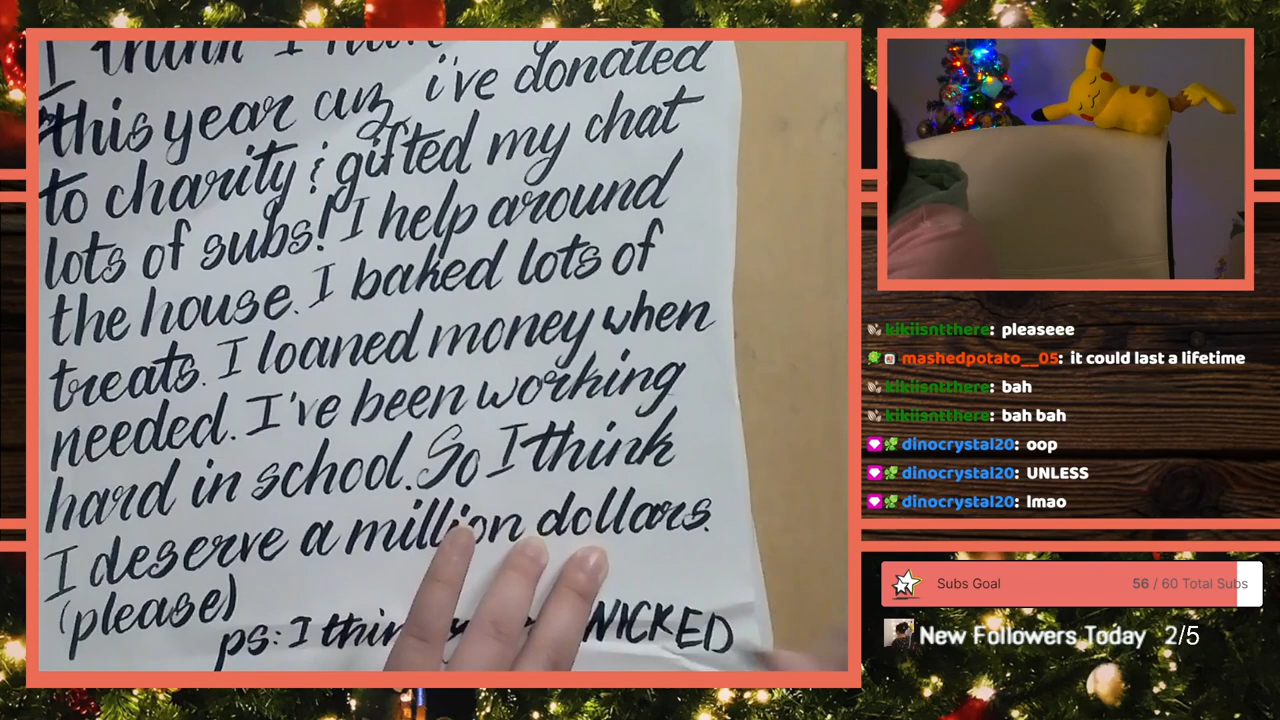 I think I
this year cuz i've donated
to charity & gifted my chat
lots of subs! I help around
the house. I baked lots of
treats. I loaned money when
needed. I've been working
hard in school. So I think
I deserve a million dollars.
(please)
ps: I
kikiisntthere: pleaseee
mashedpotato__05: it could last a lifetime
kikiisntthere: bah
kikiisntthere: bah bah
dinocrystal20: oop
dinocrystal20: UNLESS
dinocrystal20: lmao
Subs Goal 56 / 60 Total Subs
New Followers Today 2/5